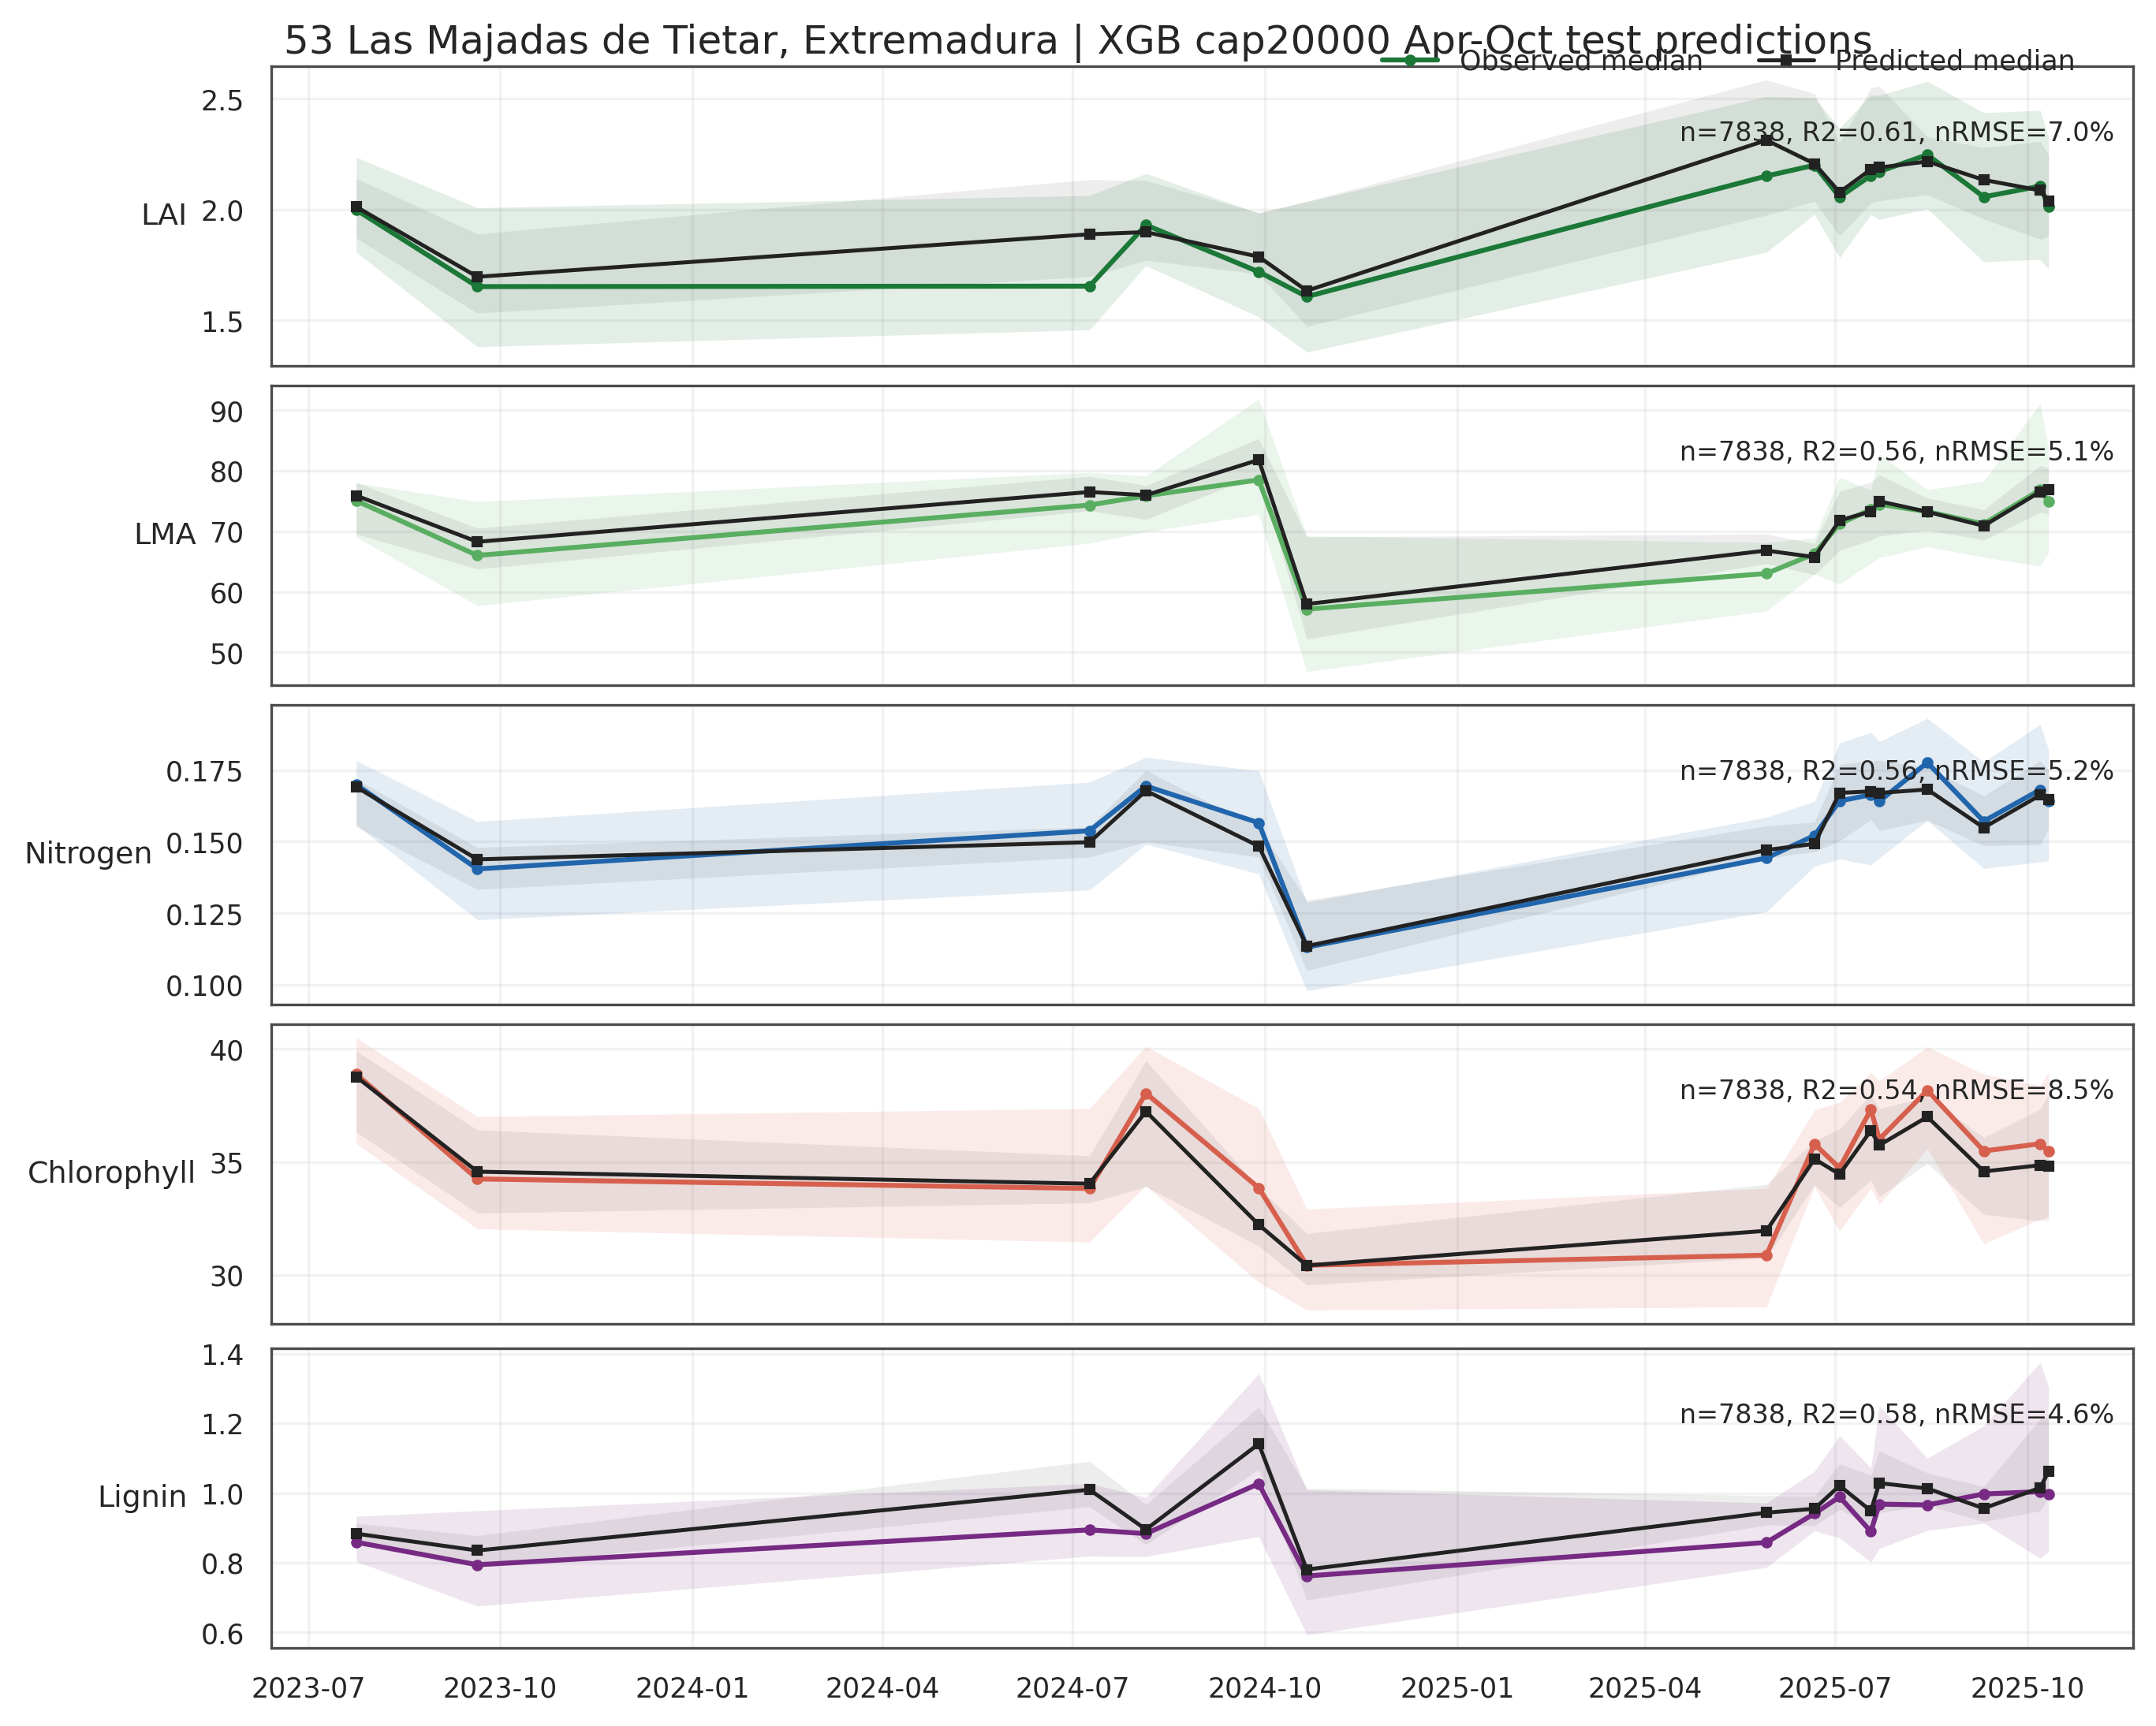 53 Las Majadas de Tietar, Extremadura | XGB cap20000 Apr-Oct test predictions
Observed median
Predicted median
2.5
2.0
1.5
LAI
n=7838, R2=0.61, nRMSE=7.0%
90
80
70
60
50
LMA
n=7838, R2=0.56, nRMSE=5.1%
0.175
0.150
0.125
0.100
Nitrogen
n=7838, R2=0.56, nRMSE=5.2%
40
35
30
Chlorophyll
n=7838, R2=0.54, nRMSE=8.5%
1.4
1.2
1.0
0.8
0.6
Lignin
n=7838, R2=0.58, nRMSE=4.6%
2023-07
2023-10
2024-01
2024-04
2024-07
2024-10
2025-01
2025-04
2025-07
2025-10